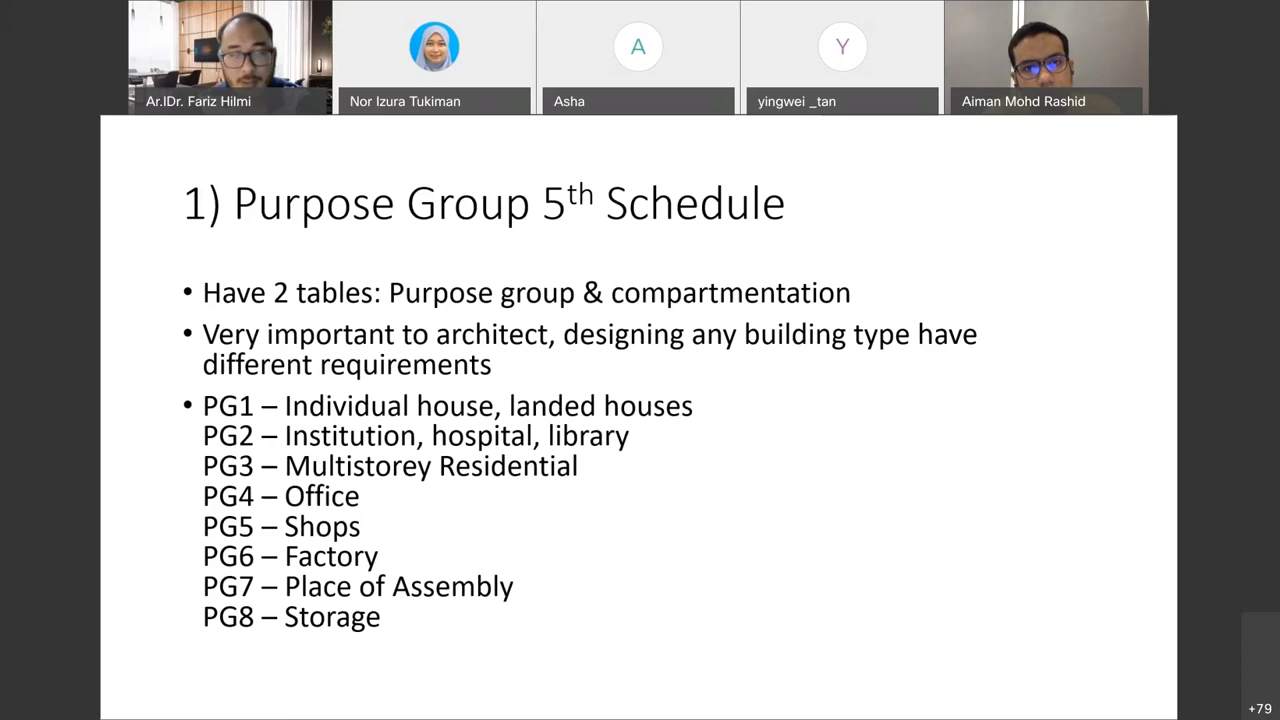 A
Y
Ar.IDr. Fariz Hilmi
Nor Izura Tukiman
Asha
yingwei _tan
Aiman Mohd Rashid
1) Purpose Group 5th Schedule
• Have 2 tables: Purpose group & compartmentation
• Very important to architect, designing any building type have
different requirements
• PG1 – Individual house, landed houses
PG2 – Institution, hospital, library
PG3 – Multistorey Residential
PG4 – Office
PG5 – Shops
PG6 – Factory
PG7 – Place of Assembly
PG8 – Storage
+79